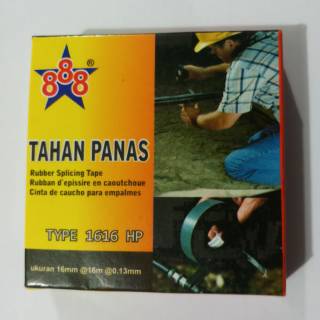 888 ®
TAHAN PANAS
Rubber Splicing Tape
Rubban d'epissire en caoutchoue
Cinta de caucho para empalmes
TYPE 1616 HP
ukuran 16mm @16m @0.13mm